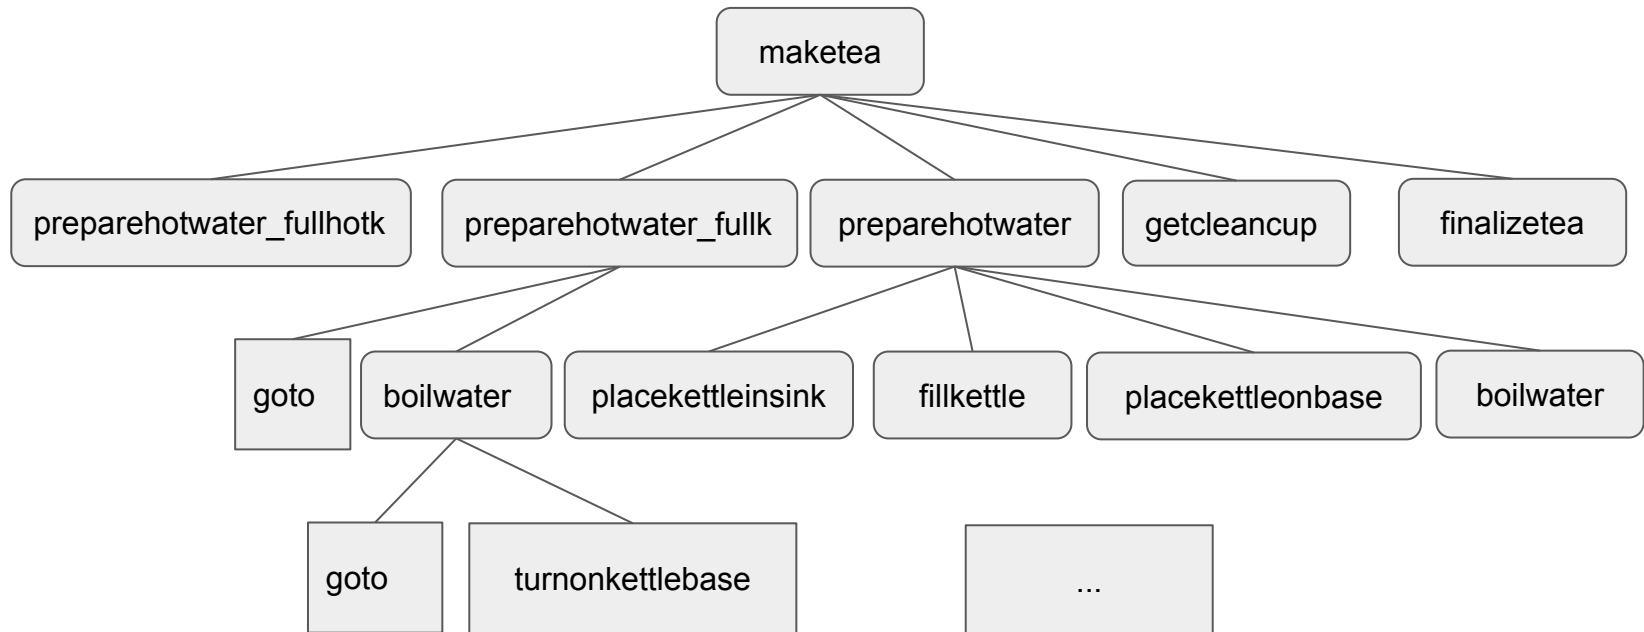 maketea
preparehotwater_fullhotk
preparehotwater_fullk
preparehotwater
getcleancup
finalizetea
goto
boilwater
placekettleinsink
fillkettle
placekettleonbase
boilwater
goto
turnonkettlebase
...